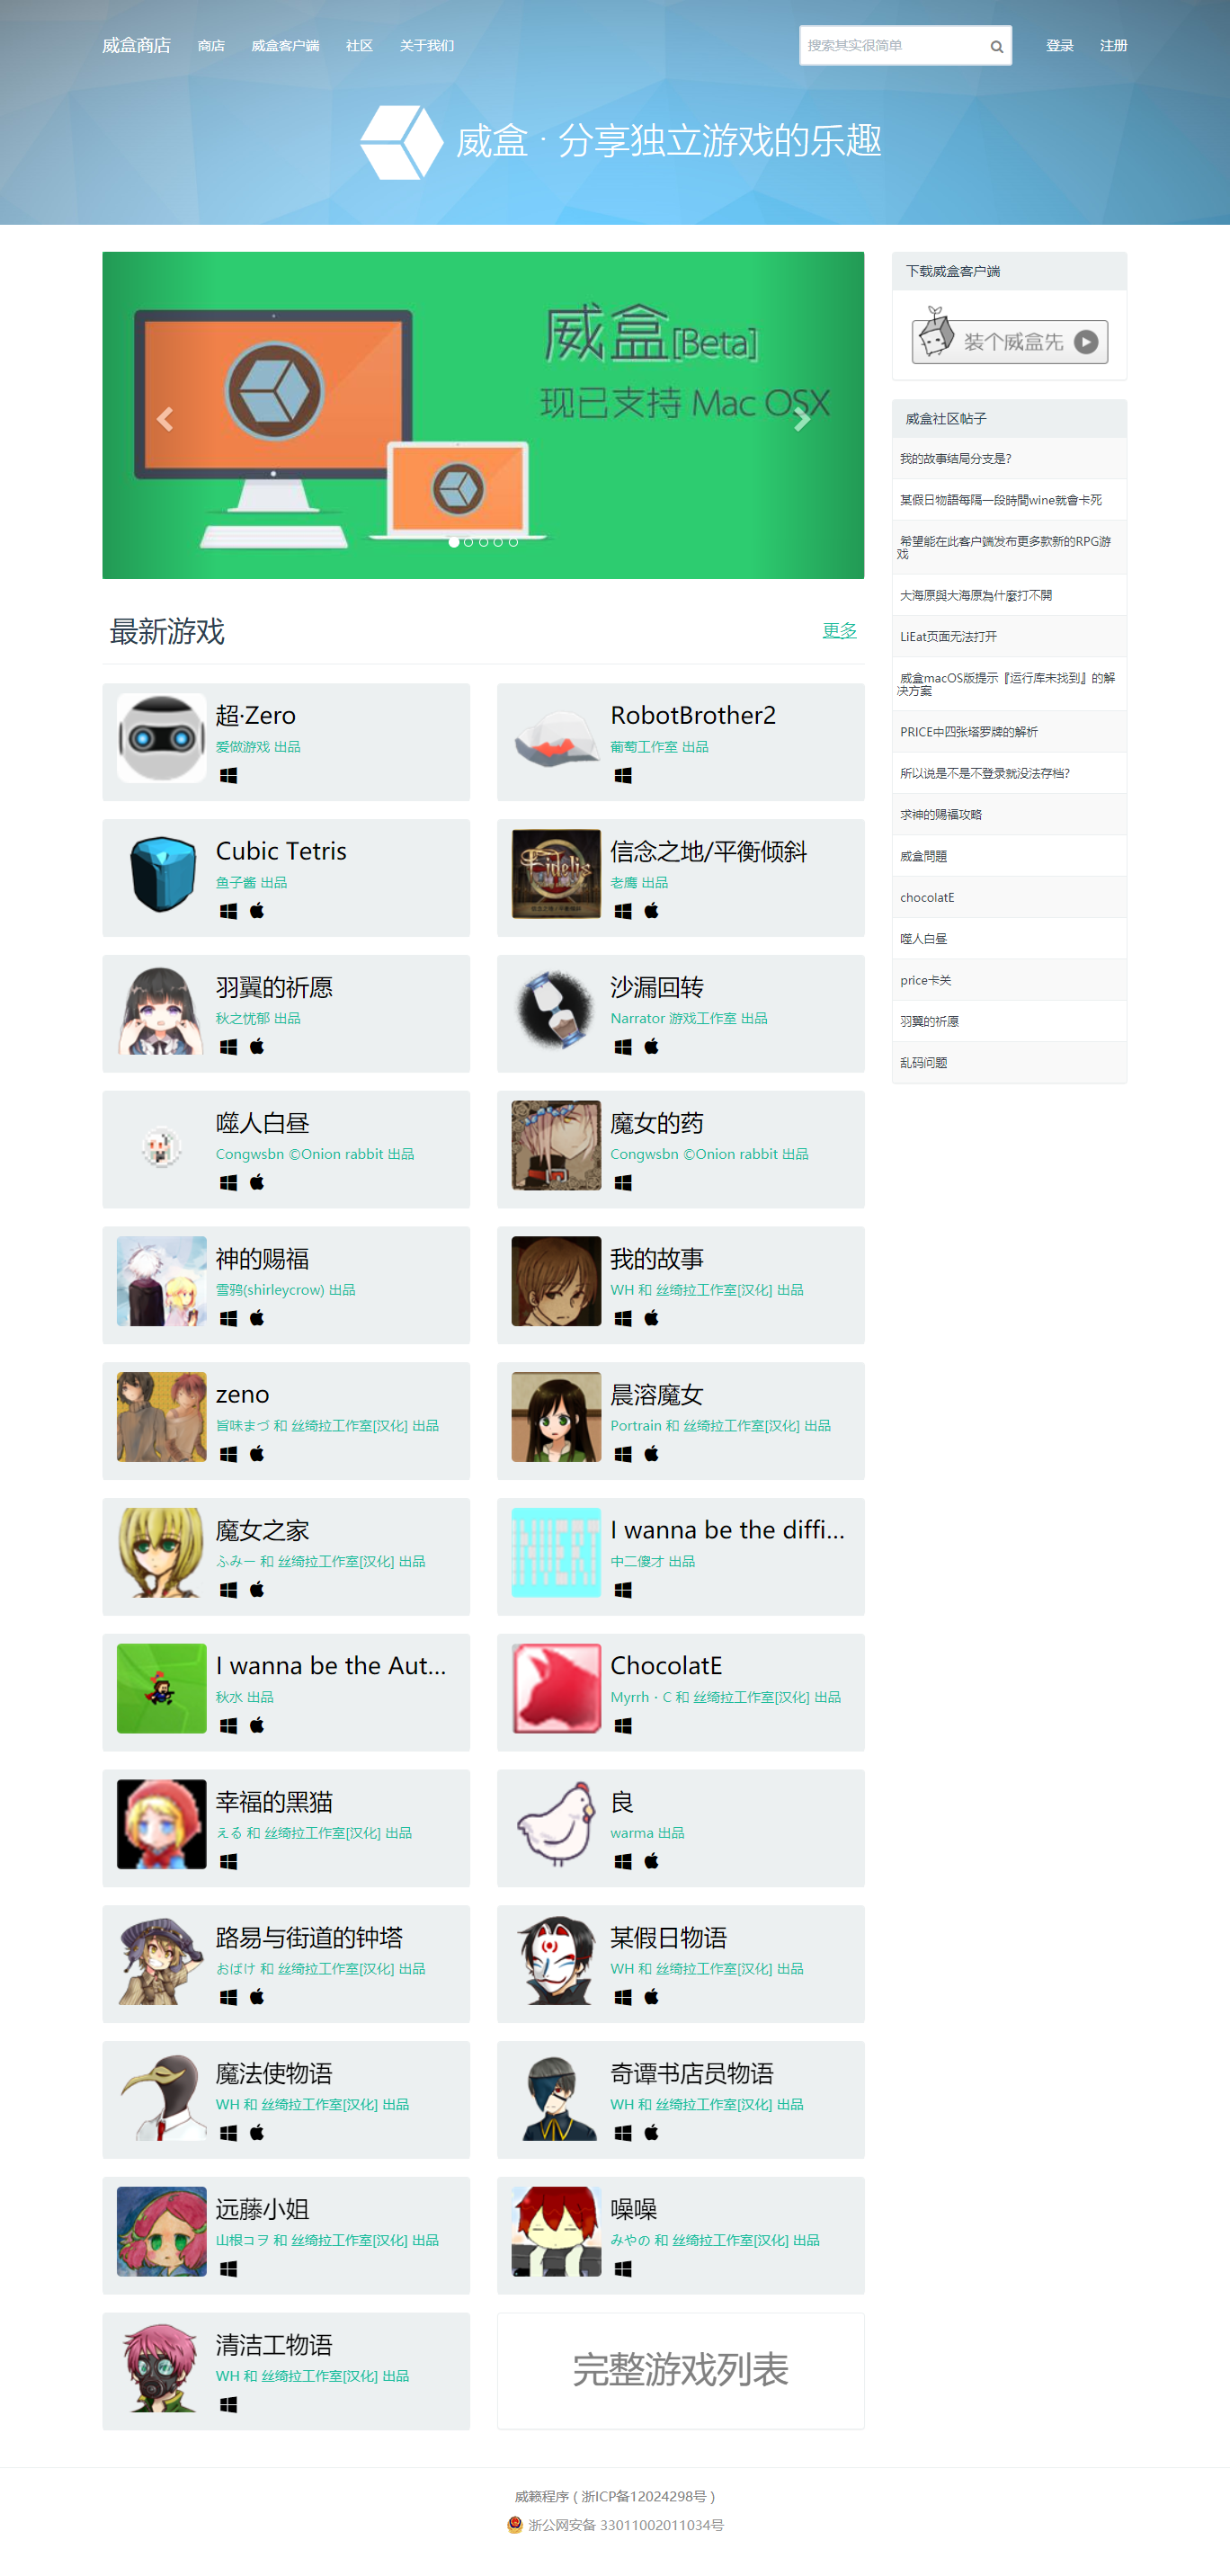 威盒商店 商店 威盒客户端 社区 关于我们 搜索其实很简单 登录 注册
威盒 · 分享独立游戏的乐趣
威盒[Beta]
现已支持 Mac OSX
下载威盒客户端
装个威盒先
威盒社区帖子
我的故事结局分支是?
某假日物語每隔一段時間wine就會卡死
希望能在此客户端发布更多款新的RPG游
戏
大海原與大海原為什麼打不開
LiEat页面无法打开
威盒macOS版提示『运行库未找到』的解
决方案
PRICE中四张塔罗牌的解析
所以说是不是不登录就没法存档?
求神的赐福攻略
威盒問題
chocolatE
噬人白昼
price卡关
羽翼的祈愿
乱码问题
最新游戏 更多
超·Zero
爱做游戏 出品
RobotBrother2
葡萄工作室 出品
Cubic Tetris
鱼子酱 出品
Fidelis
信念之地/平衡倾斜
老鹰 出品
羽翼的祈愿
秋之忧郁 出品
沙漏回转
Narrator 游戏工作室 出品
噬人白昼
Congwsbn ©Onion rabbit 出品
魔女的药
Congwsbn ©Onion rabbit 出品
神的赐福
雪鸦(shirleycrow) 出品
我的故事
WH 和 丝绮拉工作室[汉化] 出品
zeno
旨味まづ 和 丝绮拉工作室[汉化] 出品
晨溶魔女
Portrain 和 丝绮拉工作室[汉化] 出品
魔女之家
ふみー 和 丝绮拉工作室[汉化] 出品
I wanna be the diffi...
中二傻才 出品
I wanna be the Aut...
秋水 出品
ChocolatE
Myrrh・C 和 丝绮拉工作室[汉化] 出品
幸福的黑猫
える 和 丝绮拉工作室[汉化] 出品
良
warma 出品
路易与街道的钟塔
おばけ 和 丝绮拉工作室[汉化] 出品
某假日物语
WH 和 丝绮拉工作室[汉化] 出品
魔法使物语
WH 和 丝绮拉工作室[汉化] 出品
奇谭书店员物语
WH 和 丝绮拉工作室[汉化] 出品
远藤小姐
山根コヲ 和 丝绮拉工作室[汉化] 出品
噪噪
みやの 和 丝绮拉工作室[汉化] 出品
清洁工物语
WH 和 丝绮拉工作室[汉化] 出品
完整游戏列表
威籁程序 ( 浙ICP备12024298号 )
浙公网安备 33011002011034号